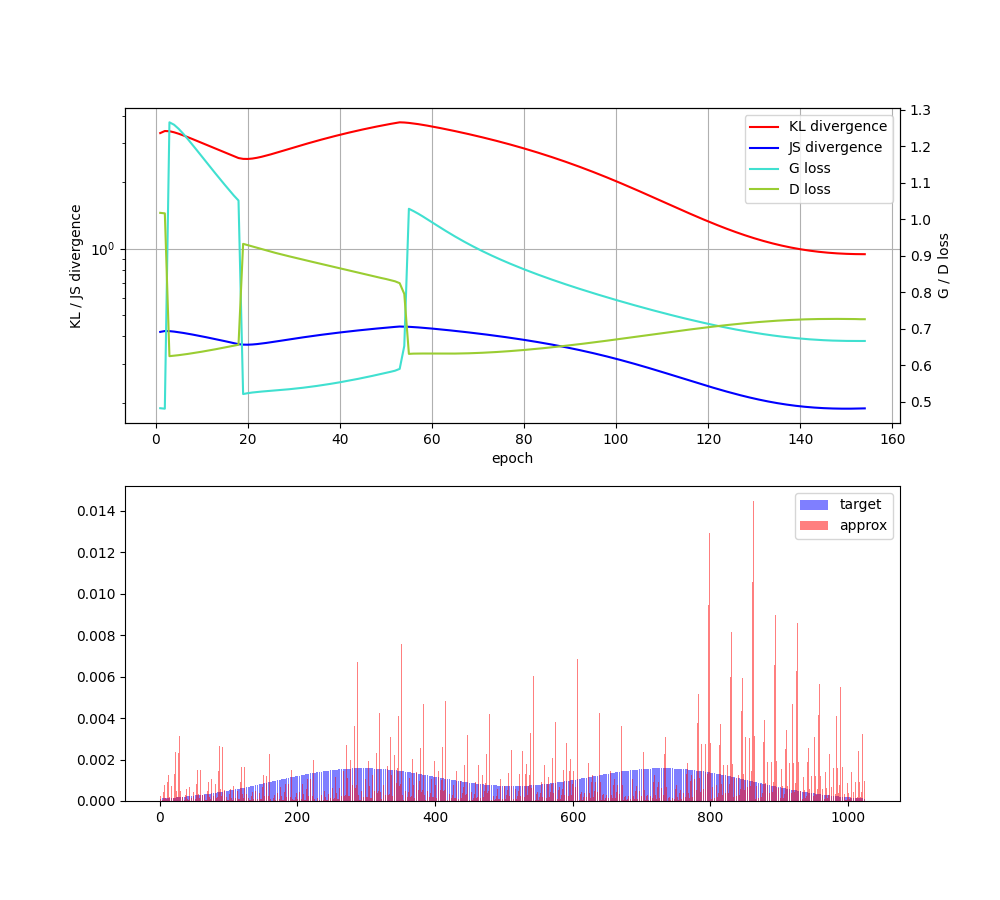 KL divergence
JS divergence
G loss
D loss
KL / JS divergence
10⁰
1.3
1.2
1.1
1.0
0.9
0.8
0.7
0.6
0.5
G / D loss
0 20 40 60 80 100 120 140 160
epoch
target
approx
0.014
0.012
0.010
0.008
0.006
0.004
0.002
0.000
0 200 400 600 800 1000